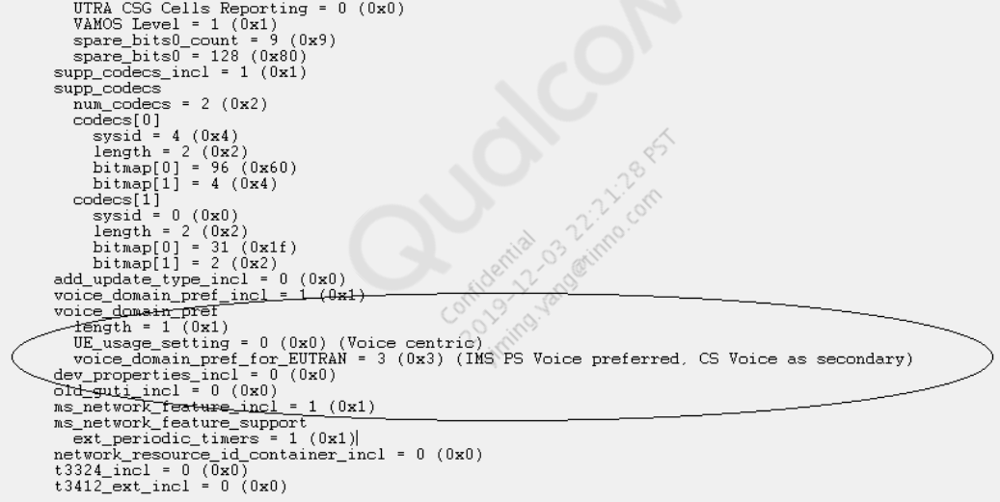 UTRA CSG Cells Reporting = 0 (0x0)
VAMOS Level = 1 (0x1)
spare_bits0_count = 9 (0x9)
spare_bits0 = 128 (0x80)
supp_codecs_incl = 1 (0x1)
supp_codecs
num_codecs = 2 (0x2)
codecs[0]
sysid = 4 (0x4)
length = 2 (0x2)
bitmap[0] = 96 (0x60)
bitmap[1] = 4 (0x4)
codecs[1]
sysid = 0 (0x0)
length = 2 (0x2)
bitmap[0] = 31 (0x1f)
bitmap[1] = 2 (0x2)
add_update_type_incl = 0 (0x0)
voice_domain_pref_incl = 1 (0x1)
voice_domain_pref
length = 1 (0x1)
UE_usage_setting = 0 (0x0) (Voice centric)
voice_domain_pref_for_EUTRAN = 3 (0x3) (IMS PS Voice preferred, CS Voice as secondary)
dev_properties_incl = 0 (0x0)
old_guti_incl = 0 (0x0)
ms_network_feature_incl = 1 (0x1)
ms_network_feature_support
ext_periodic_timers = 1 (0x1)
network_resource_id_container_incl = 0 (0x0)
t3324_incl = 0 (0x0)
t3412_ext_incl = 0 (0x0)
Qualcom
Confidential
2019-12-03 22:21:28 PST
yiming.yang@tinno.com